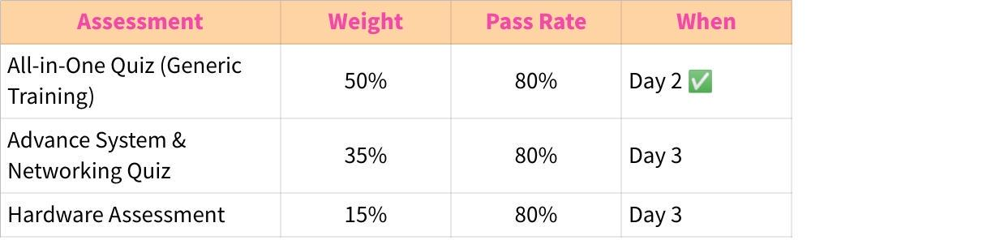 Assessment Weight Pass Rate When
All-in-One Quiz (Generic
Training)
50% 80% Day 2 ✅
Advance System &
Networking Quiz
35% 80% Day 3
Hardware Assessment 15% 80% Day 3